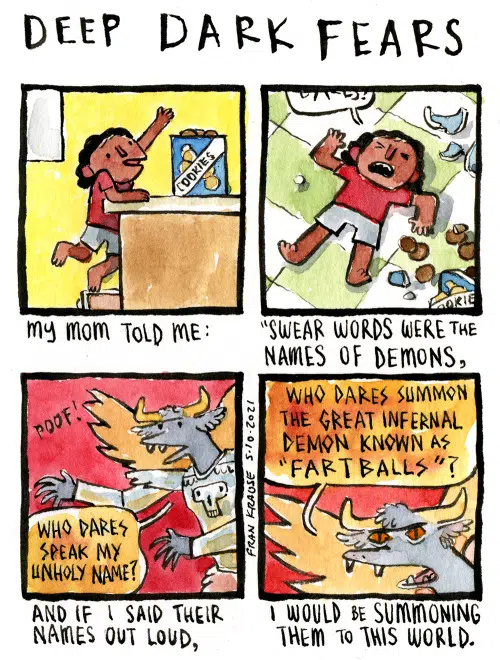 DEEP DARK FEARS
COOKIES
MY MOM TOLD ME:
"SWEAR WORDS WERE THE
NAMES OF DEMONS,
POOF!
WHO DARES
SPEAK MY
UNHOLY NAME?
AND IF I SAID THEIR
NAMES OUT LOUD,
FRAN KRAUSE 5-10-2021
WHO DARES SUMMON
THE GREAT INFERNAL
DEMON KNOWN AS
"FARTBALLS"?
I WOULD BE SUMMONING
THEM TO THIS WORLD.